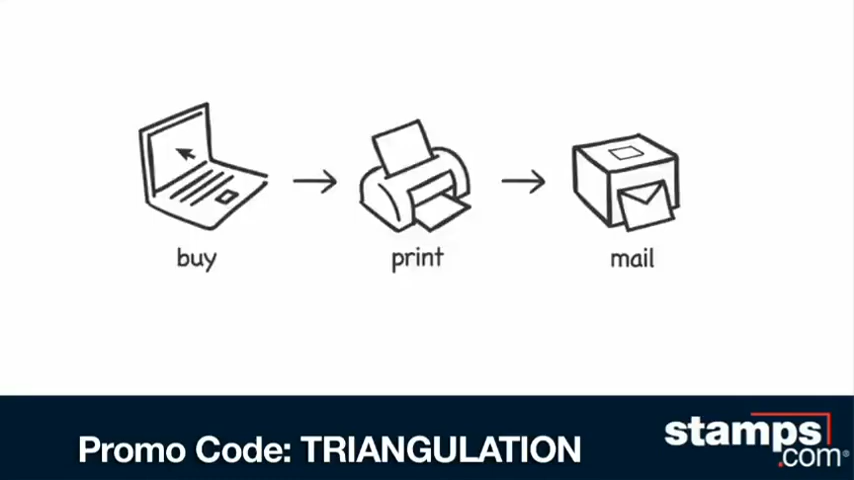 buy
print
mail
Promo Code: TRIANGULATION
stamps
.com®